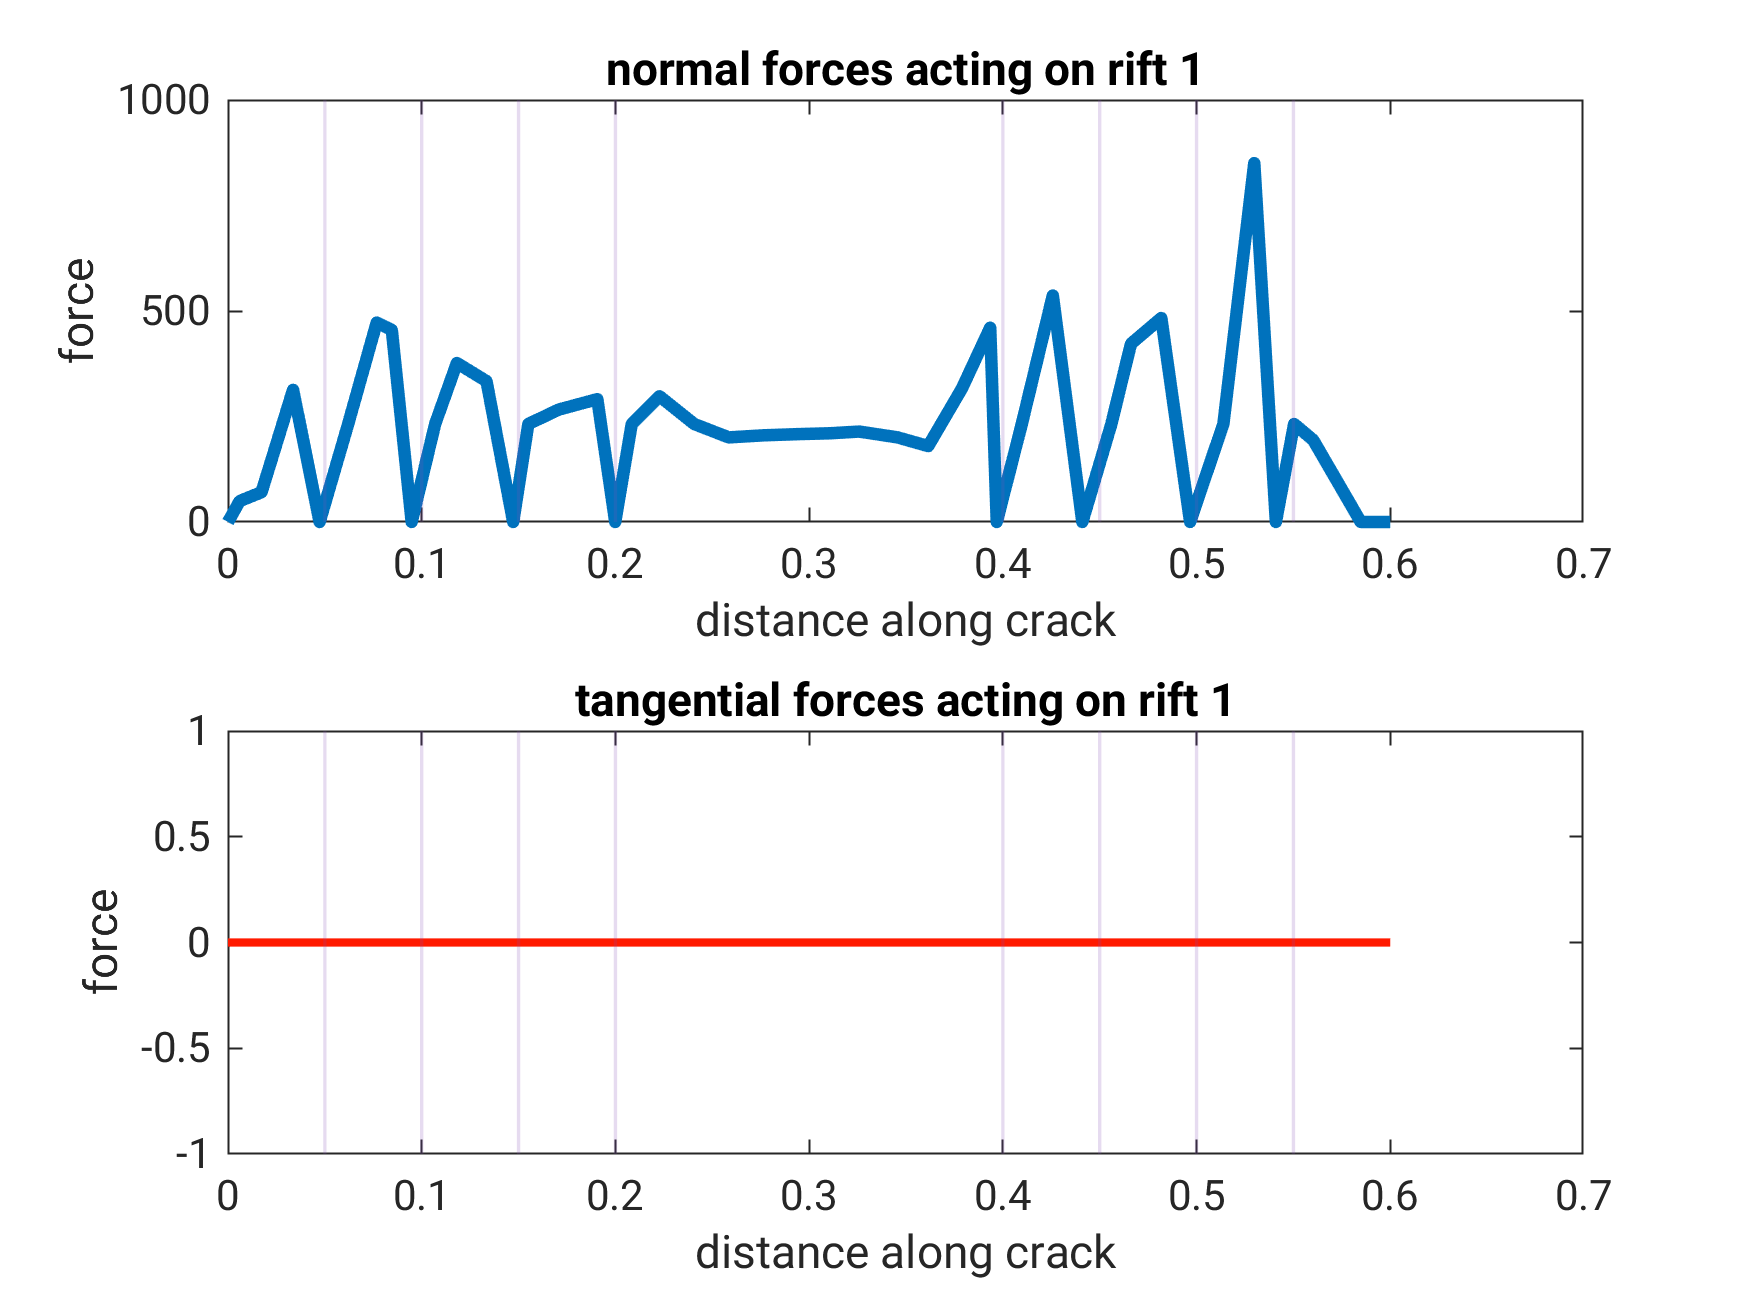 normal forces acting on rift 1
1000
500
0
force
0 0.1 0.2 0.3 0.4 0.5 0.6 0.7
distance along crack
tangential forces acting on rift 1
1
0.5
0
-0.5
-1
force
0 0.1 0.2 0.3 0.4 0.5 0.6 0.7
distance along crack